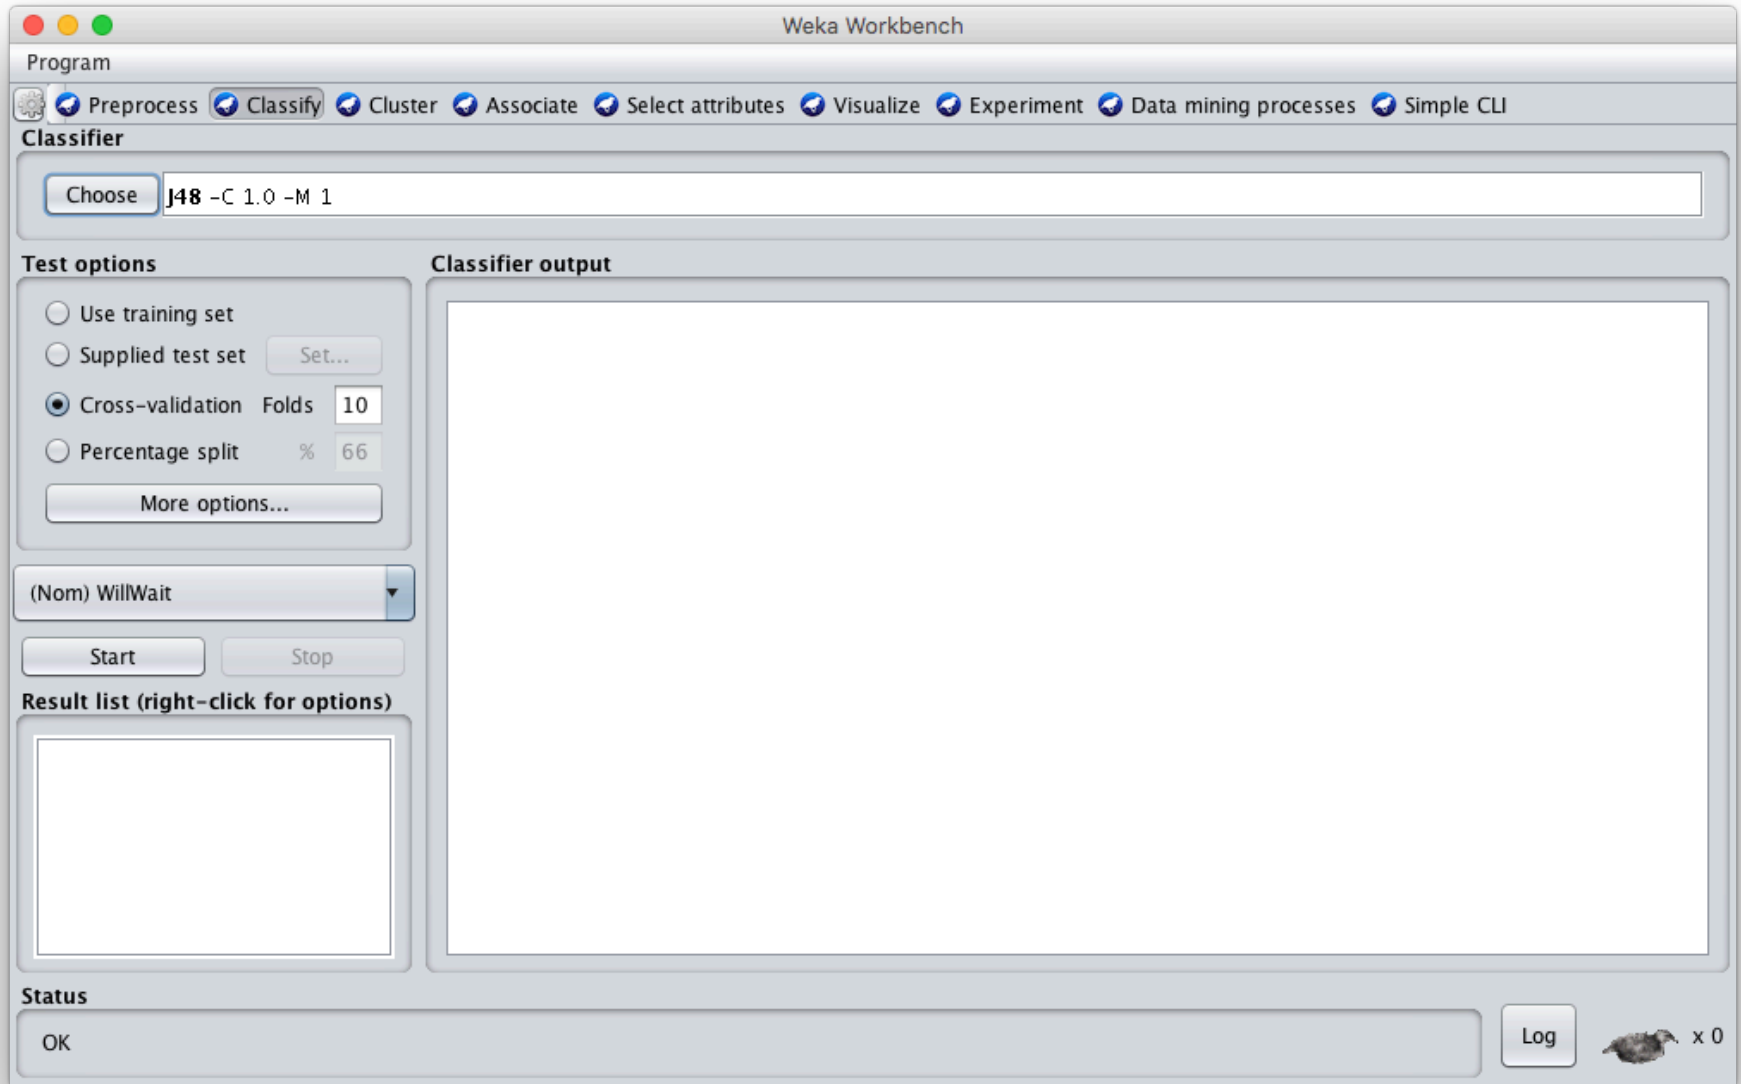 Weka Workbench
Program
Preprocess Classify Cluster Associate Select attributes Visualize Experiment Data mining processes Simple CLI
Classifier
Choose J48 -C 1.0 -M 1
Test options
Use training set
Supplied test set Set...
Cross-validation Folds 10
Percentage split % 66
More options...
(Nom) WillWait
Start Stop
Result list (right-click for options)
Classifier output
Status
OK
Log x 0